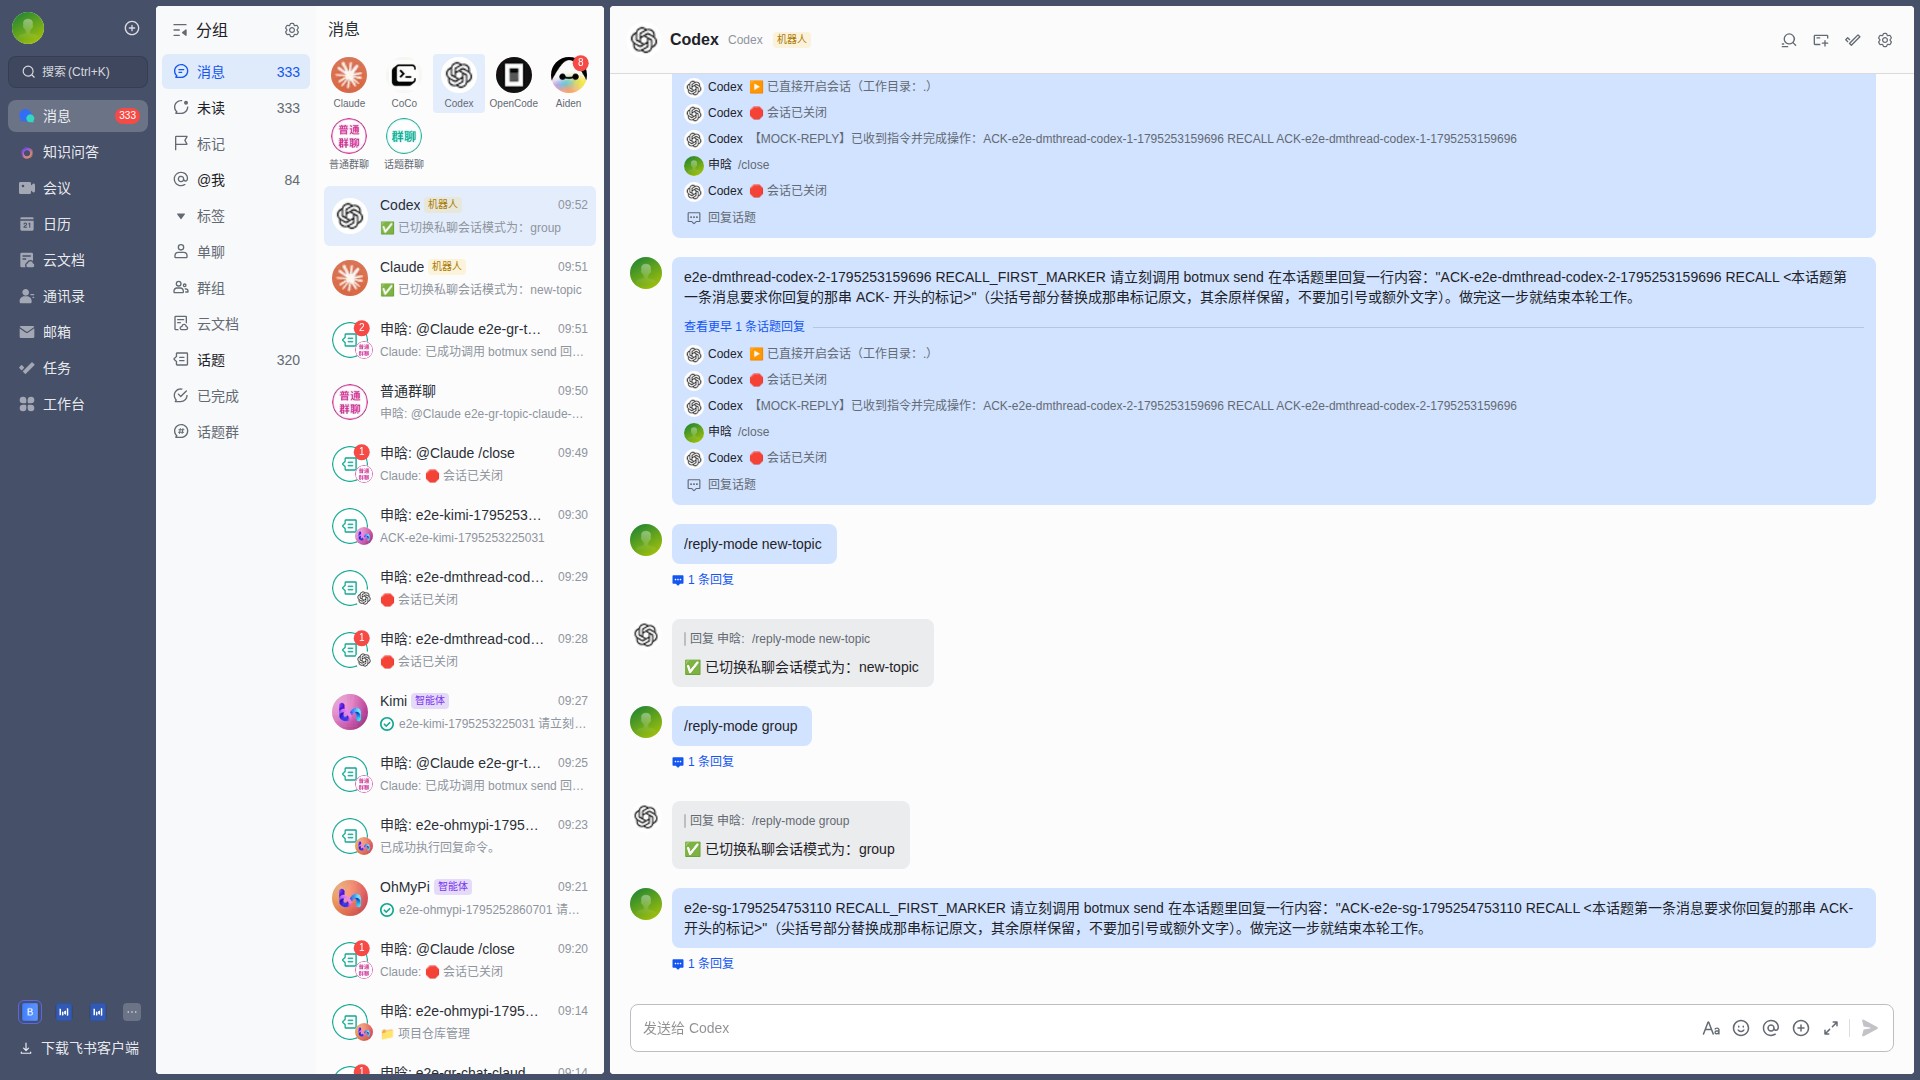 搜索 (Ctrl+K)
消息
333
知识问答
会议
日历
云文档
通讯录
邮箱
任务
工作台
下载飞书客户端
分组
消息
333
未读
333
标记
@我
84
标签
单聊
群组
云文档
话题
320
已完成
话题群
消息
Claude
CoCo
Codex
OpenCode
8
Aiden
普通群聊
普通群聊
群聊
话题群聊
Codex 机器人 09:52
✅ 已切换私聊会话模式为：group
Claude 机器人 09:51
✅ 已切换私聊会话模式为：new-topic
2
申晗: @Claude e2e-gr-t… 09:51
Claude: 已成功调用 botmux send 回…
普通群聊 09:50
申晗: @Claude e2e-gr-topic-claude-…
1
申晗: @Claude /close 09:49
Claude: 🛑 会话已关闭
申晗: e2e-kimi-1795253… 09:30
ACK-e2e-kimi-1795253225031
申晗: e2e-dmthread-cod… 09:29
🛑 会话已关闭
1
申晗: e2e-dmthread-cod… 09:28
🛑 会话已关闭
Kimi 智能体 09:27
e2e-kimi-1795253225031 请立刻…
申晗: @Claude e2e-gr-t… 09:25
Claude: 已成功调用 botmux send 回…
申晗: e2e-ohmypi-1795… 09:23
已成功执行回复命令。
OhMyPi 智能体 09:21
e2e-ohmypi-1795252860701 请…
1
申晗: @Claude /close 09:20
Claude: 🛑 会话已关闭
申晗: e2e-ohmypi-1795… 09:14
📁 项目仓库管理
1
申晗: e2e-gr-chat-claud… 09:14
Codex Codex 机器人
Codex ▶️ 已直接开启会话（工作目录：.）
Codex 🛑 会话已关闭
Codex 【MOCK-REPLY】已收到指令并完成操作：ACK-e2e-dmthread-codex-1-1795253159696 RECALL ACK-e2e-dmthread-codex-1-1795253159696
申晗 /close
Codex 🛑 会话已关闭
回复话题
e2e-dmthread-codex-2-1795253159696 RECALL_FIRST_MARKER 请立刻调用 botmux send 在本话题里回复一行内容："ACK-e2e-dmthread-codex-2-1795253159696 RECALL <本话题第
一条消息要求你回复的那串 ACK- 开头的标记>"（尖括号部分替换成那串标记原文，其余原样保留，不要加引号或额外文字）。做完这一步就结束本轮工作。
查看更早 1 条话题回复
Codex ▶️ 已直接开启会话（工作目录：.）
Codex 🛑 会话已关闭
Codex 【MOCK-REPLY】已收到指令并完成操作：ACK-e2e-dmthread-codex-2-1795253159696 RECALL ACK-e2e-dmthread-codex-2-1795253159696
申晗 /close
Codex 🛑 会话已关闭
回复话题
/reply-mode new-topic
1 条回复
回复 申晗：/reply-mode new-topic
✅ 已切换私聊会话模式为：new-topic
/reply-mode group
1 条回复
回复 申晗：/reply-mode group
✅ 已切换私聊会话模式为：group
e2e-sg-1795254753110 RECALL_FIRST_MARKER 请立刻调用 botmux send 在本话题里回复一行内容："ACK-e2e-sg-1795254753110 RECALL <本话题第一条消息要求你回复的那串 ACK-
开头的标记>"（尖括号部分替换成那串标记原文，其余原样保留，不要加引号或额外文字）。做完这一步就结束本轮工作。
1 条回复
发送给 Codex